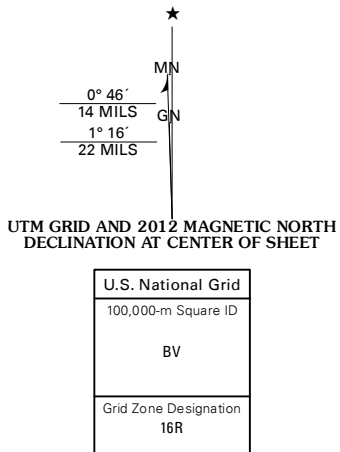 ★
MN
0° 46´
14 MILS
GN
1° 16´
22 MILS
UTM GRID AND 2012 MAGNETIC NORTH
DECLINATION AT CENTER OF SHEET
U.S. National Grid
100,000-m Square ID
BV
Grid Zone Designation
16R